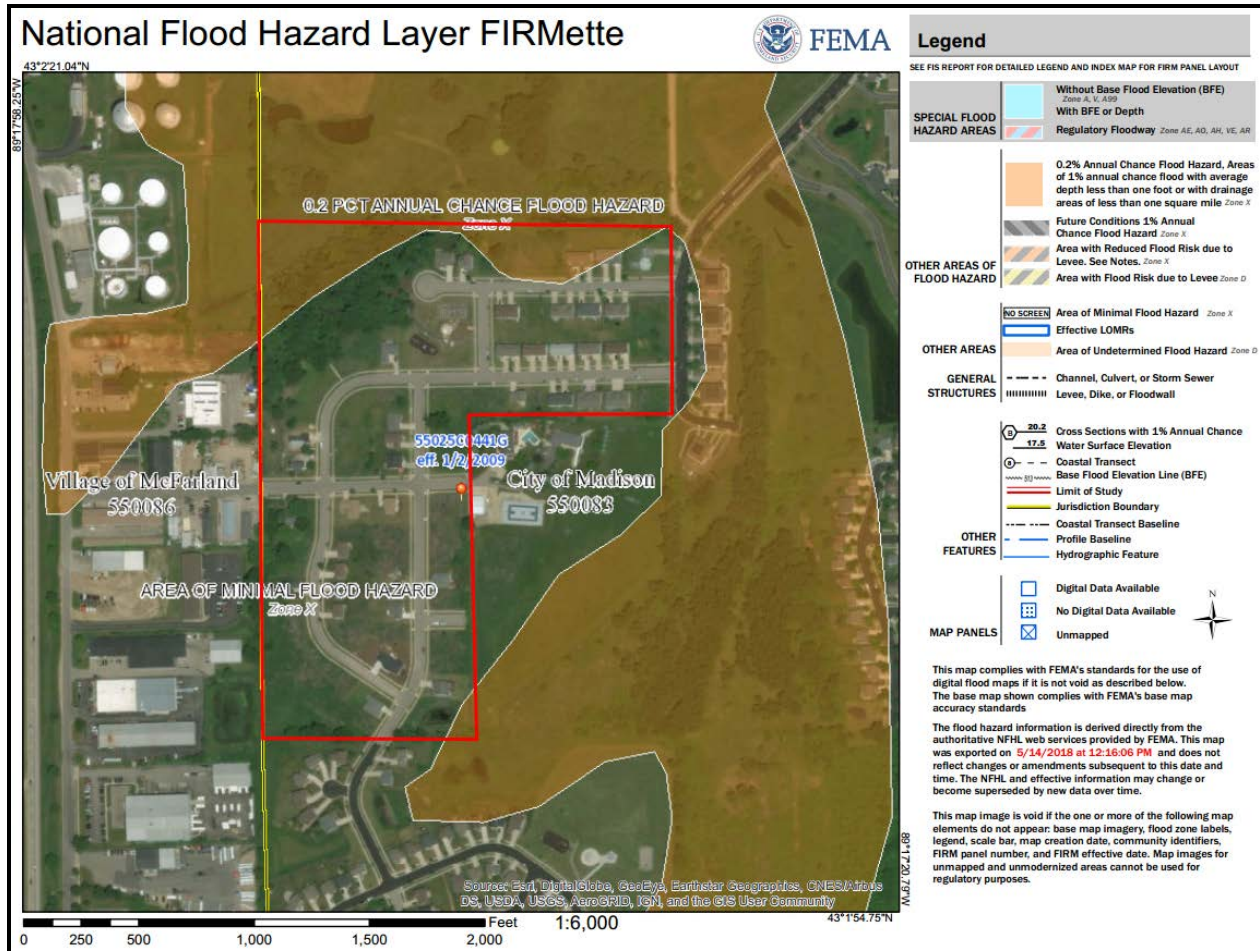 National Flood Hazard Layer FIRMette
FEMA
43°2'21.04"N
89°17'58.25"W
0.2 PCT ANNUAL CHANCE FLOOD HAZARD
Zone X
55025C0441G
eff. 1/2/2009
Village of McFarland
550086
City of Madison
550083
AREA OF MINIMAL FLOOD HAZARD
Zone X
Source: Esri, DigitalGlobe, GeoEye, Earthstar Geographics, CNES/Airbus
DS, USDA, USGS, AeroGRID, IGN, and the GIS User Community
89°17'20.79"W
43°1'54.75"N
Feet
1:6,000
0 250 500 1,000 1,500 2,000
Legend
SEE FIS REPORT FOR DETAILED LEGEND AND INDEX MAP FOR FIRM PANEL LAYOUT
SPECIAL FLOOD
HAZARD AREAS
Without Base Flood Elevation (BFE)
Zone A, V, A99
With BFE or Depth
Regulatory Floodway Zone AE, AO, AH, VE, AR
OTHER AREAS OF
FLOOD HAZARD
0.2% Annual Chance Flood Hazard, Areas
of 1% annual chance flood with average
depth less than one foot or with drainage
areas of less than one square mile Zone X
Future Conditions 1% Annual
Chance Flood Hazard Zone X
Area with Reduced Flood Risk due to
Levee. See Notes. Zone X
Area with Flood Risk due to Levee Zone D
OTHER AREAS
NO SCREEN Area of Minimal Flood Hazard Zone X
Effective LOMRs
Area of Undetermined Flood Hazard Zone D
GENERAL
STRUCTURES
Channel, Culvert, or Storm Sewer
Levee, Dike, or Floodwall
OTHER
FEATURES
B 20.2 Cross Sections with 1% Annual Chance
17.5 Water Surface Elevation
8 Coastal Transect
513 Base Flood Elevation Line (BFE)
Limit of Study
Jurisdiction Boundary
Coastal Transect Baseline
Profile Baseline
Hydrographic Feature
MAP PANELS
Digital Data Available
No Digital Data Available
Unmapped
N
This map complies with FEMA's standards for the use of
digital flood maps if it is not void as described below.
The base map shown complies with FEMA's base map
accuracy standards
The flood hazard information is derived directly from the
authoritative NFHL web services provided by FEMA. This map
was exported on 5/14/2018 at 12:16:06 PM and does not
reflect changes or amendments subsequent to this date and
time. The NFHL and effective information may change or
become superseded by new data over time.
This map image is void if the one or more of the following map
elements do not appear: base map imagery, flood zone labels,
legend, scale bar, map creation date, community identifiers,
FIRM panel number, and FIRM effective date. Map images for
unmapped and unmodernized areas cannot be used for
regulatory purposes.